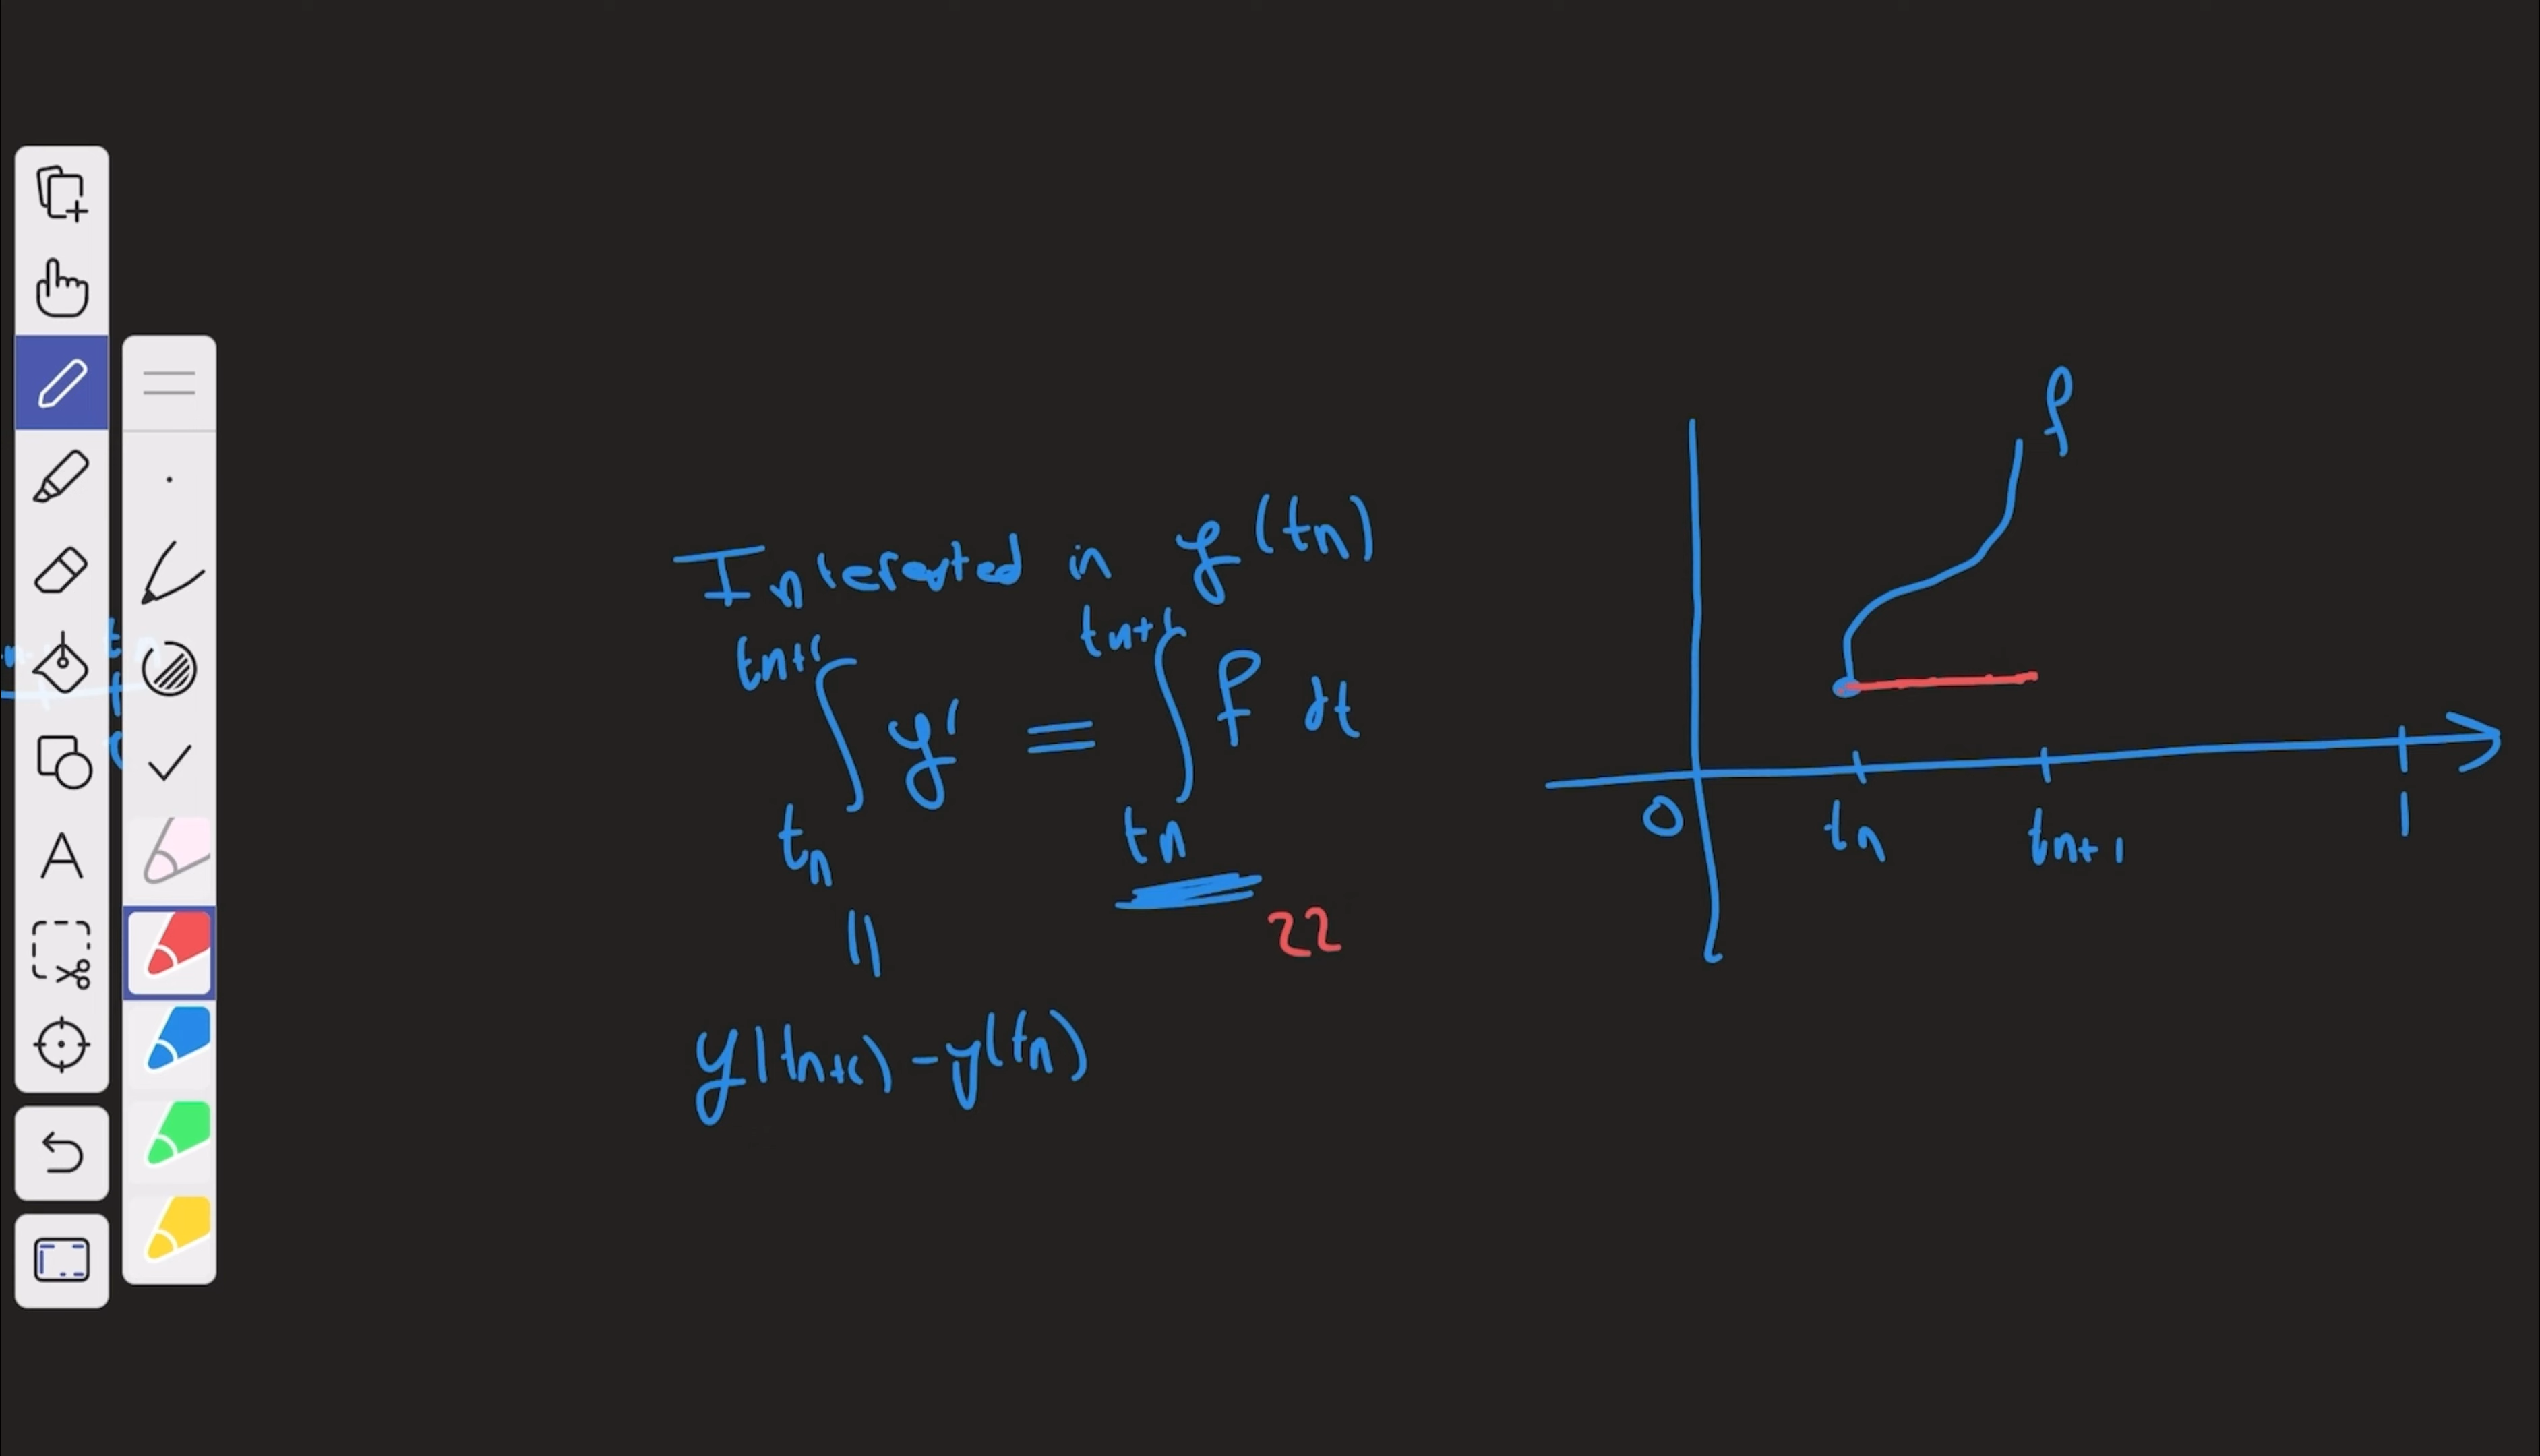 Interested in y(tn)
tn+1 tn+1
∫ y' = ∫ f dt
tn tn
22
||
y(tn+1) - y(tn)
f
0 tn tn+1 1
A